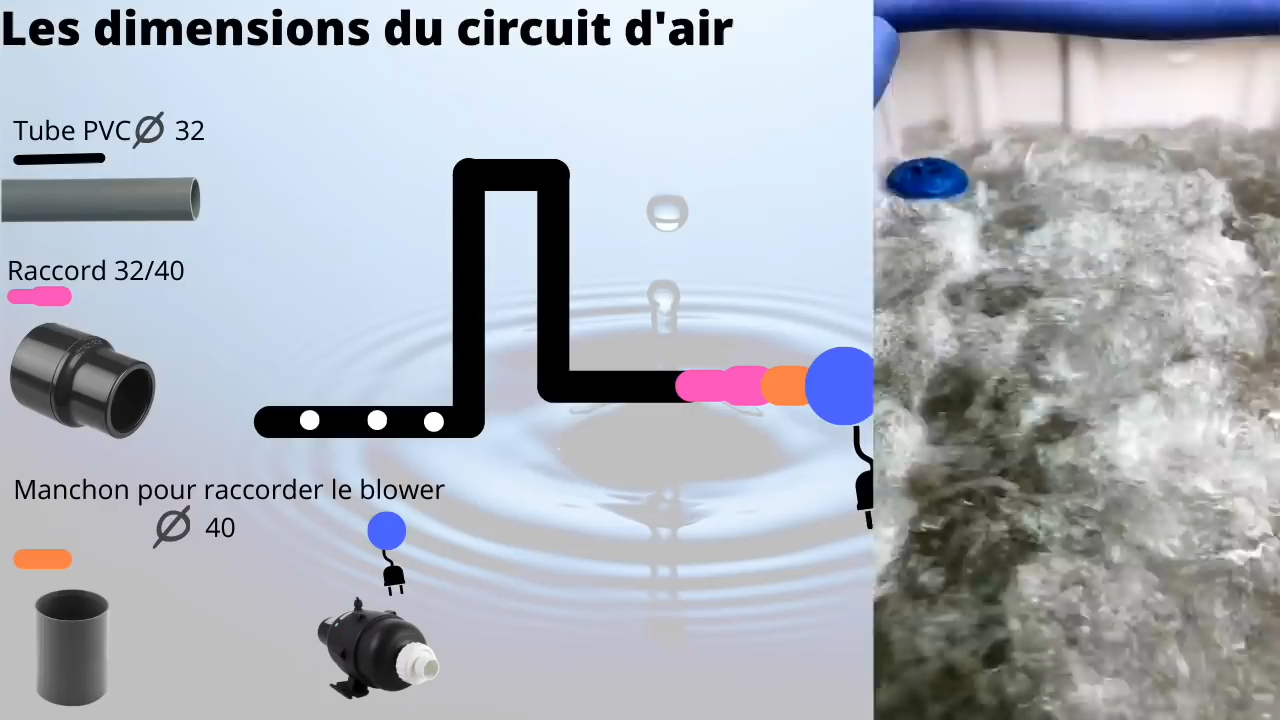 Les dimensions du circuit d'air
Tube PVC Ø 32
Raccord 32/40
Manchon pour raccorder le blower
Ø 40